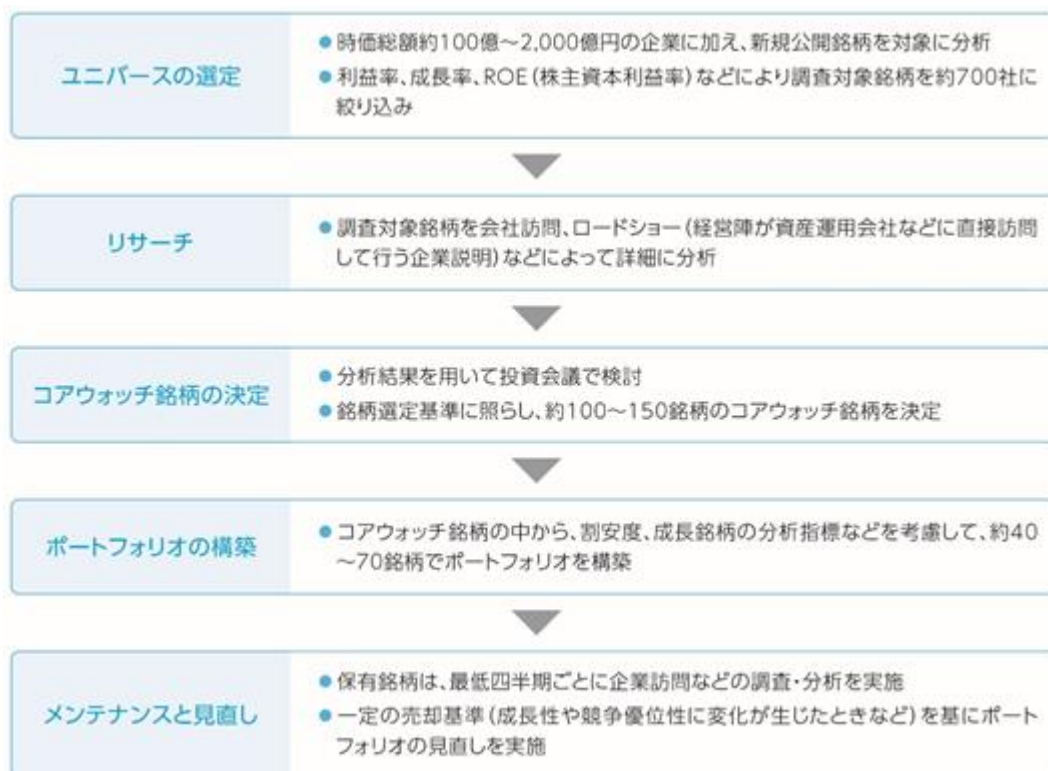 ユニバースの選定
●時価総額約100億～2,000億円の企業に加え、新規公開銘柄を対象に分析
●利益率、成長率、ROE(株主資本利益率)などにより調査対象銘柄を約700社に
絞り込み
リサーチ
●調査対象銘柄を会社訪問、ロードショー(経営陣が資産運用会社などに直接訪問
して行う企業説明)などによって詳細に分析
コアウォッチ銘柄の決定
●分析結果を用いて投資会議で検討
●銘柄選定基準に照らし、約100～150銘柄のコアウォッチ銘柄を決定
ポートフォリオの構築
●コアウォッチ銘柄の中から、割安度、成長銘柄の分析指標などを考慮して、約40
～70銘柄でポートフォリオを構築
メンテナンスと見直し
●保有銘柄は、最低四半期ごとに企業訪問などの調査・分析を実施
●一定の売却基準(成長性や競争優位性に変化が生じたときなど)を基にポート
フォリオの見直しを実施